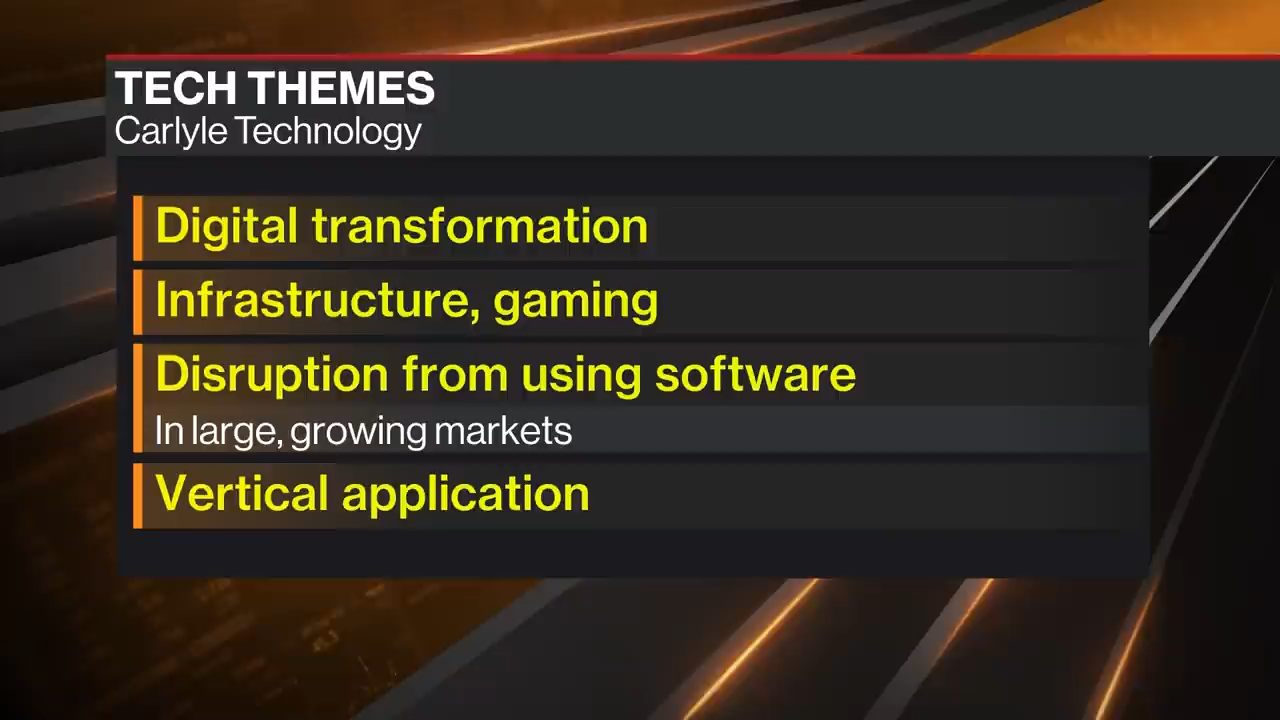 TECH THEMES
Carlyle Technology
Digital transformation
Infrastructure, gaming
Disruption from using software
In large, growing markets
Vertical application